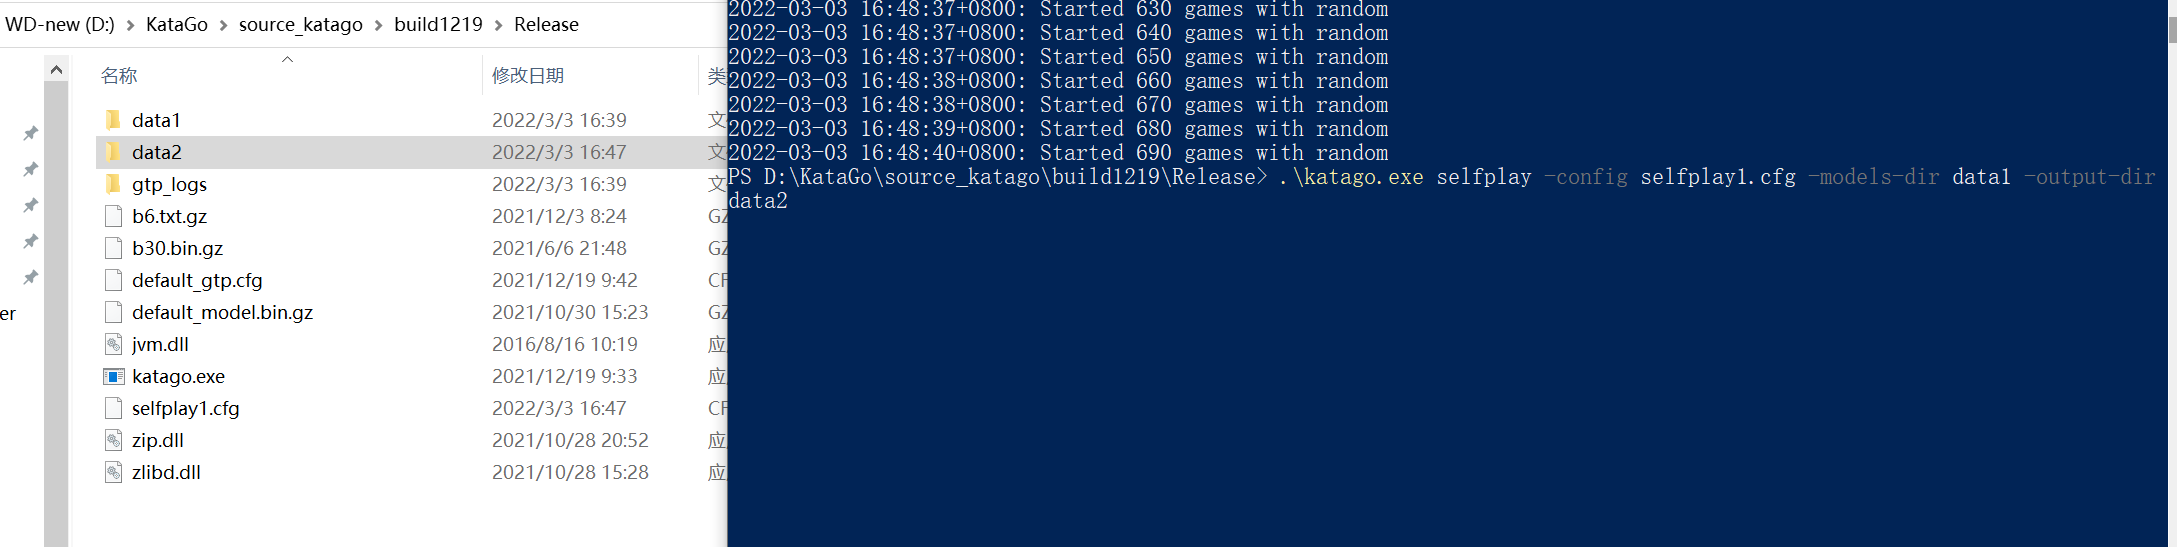 WD-new (D:) > KataGo > source_katago > build1219 > Release
名称 修改日期 类
data1 2022/3/3 16:39 文
data2 2022/3/3 16:47 文
gtp_logs 2022/3/3 16:39 文
b6.txt.gz 2021/12/3 8:24 GZ
b30.bin.gz 2021/6/6 21:48 GZ
default_gtp.cfg 2021/12/19 9:42 CF
er
default_model.bin.gz 2021/10/30 15:23 GZ
jvm.dll 2016/8/16 10:19 应
katago.exe 2021/12/19 9:33 应
selfplay1.cfg 2022/3/3 16:47 CF
zip.dll 2021/10/28 20:52 应
zlibd.dll 2021/10/28 15:28 应
2022-03-03 16:48:37+0800: Started 630 games with random
2022-03-03 16:48:37+0800: Started 640 games with random
2022-03-03 16:48:37+0800: Started 650 games with random
2022-03-03 16:48:38+0800: Started 660 games with random
2022-03-03 16:48:38+0800: Started 670 games with random
2022-03-03 16:48:39+0800: Started 680 games with random
2022-03-03 16:48:40+0800: Started 690 games with random
PS D:\KataGo\source_katago\build1219\Release> .\katago.exe selfplay -config selfplay1.cfg -models-dir data1 -output-dir
data2